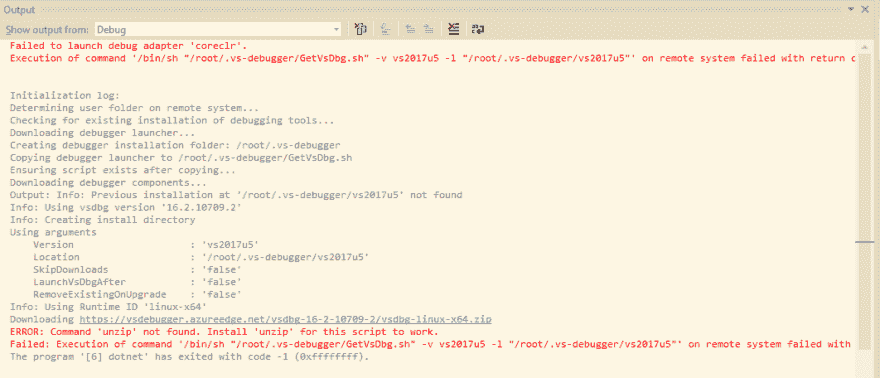 Output
Show output from: Debug
Failed to launch debug adapter 'coreclr'.
Execution of command '/bin/sh "/root/.vs-debugger/GetVsDbg.sh" -v vs2017u5 -l "/root/.vs-debugger/vs2017u5"' on remote system failed with return c
Initialization log:
Determining user folder on remote system...
Checking for existing installation of debugging tools...
Downloading debugger launcher...
Creating debugger installation folder: /root/.vs-debugger
Copying debugger launcher to /root/.vs-debugger/GetVsDbg.sh
Ensuring script exists after copying...
Downloading debugger components...
Output: Info: Previous installation at '/root/.vs-debugger/vs2017u5' not found
Info: Using vsdbg version '16.2.10709.2'
Info: Creating install directory
Using arguments
Version : 'vs2017u5'
Location : '/root/.vs-debugger/vs2017u5'
SkipDownloads : 'false'
LaunchVsDbgAfter : 'false'
RemoveExistingOnUpgrade : 'false'
Info: Using Runtime ID 'linux-x64'
Downloading https://vsdebugger.azureedge.net/vsdbg-16-2-10709-2/vsdbg-linux-x64.zip
ERROR: Command 'unzip' not found. Install 'unzip' for this script to work.
Failed: Execution of command '/bin/sh "/root/.vs-debugger/GetVsDbg.sh" -v vs2017u5 -l "/root/.vs-debugger/vs2017u5"' on remote system failed with
The program '[6] dotnet' has exited with code -1 (0xffffffff).